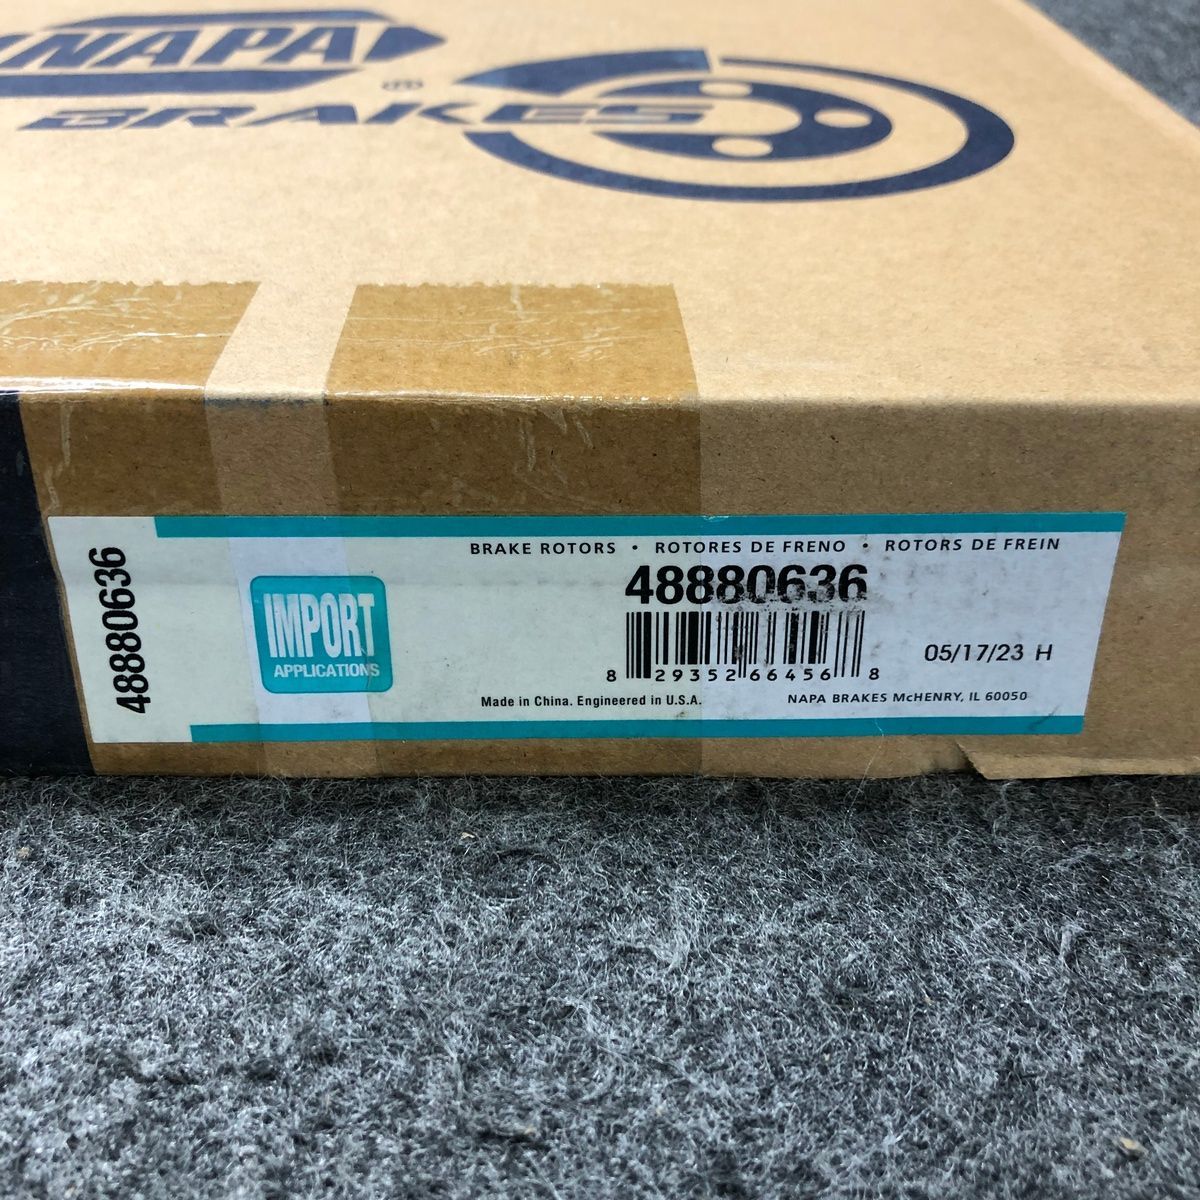 NAPA
®
BRAKES
BRAKE ROTORS • ROTORES DE FRENO • ROTORS DE FREIN
48880636
48880636
IMPORT
APPLICATIONS
8 29352 66456 8
05/17/23 H
Made in China. Engineered in U.S.A.
NAPA BRAKES McHENRY, IL 60050